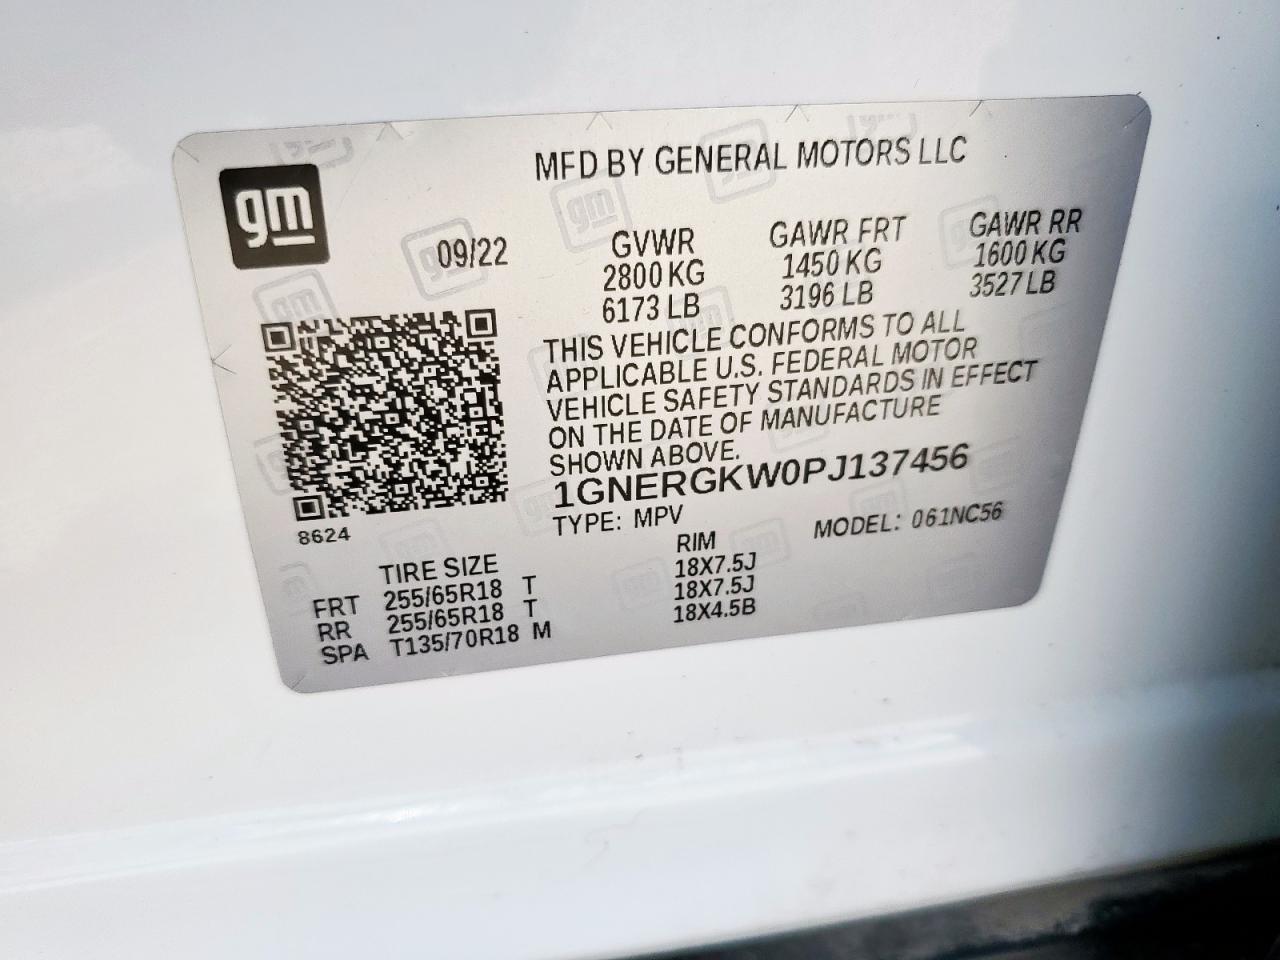 gm
MFD BY GENERAL MOTORS LLC
09/22
GVWR GAWR FRT GAWR RR
2800 KG 1450 KG 1600 KG
6173 LB 3196 LB 3527 LB
THIS VEHICLE CONFORMS TO ALL
APPLICABLE U.S. FEDERAL MOTOR
VEHICLE SAFETY STANDARDS IN EFFECT
ON THE DATE OF MANUFACTURE
SHOWN ABOVE.
1GNERGKW0PJ137456
TYPE: MPV MODEL: 061NC56
8624
TIRE SIZE RIM
FRT 255/65R18 T 18X7.5J
RR 255/65R18 T 18X7.5J
SPA T135/70R18 M 18X4.5B